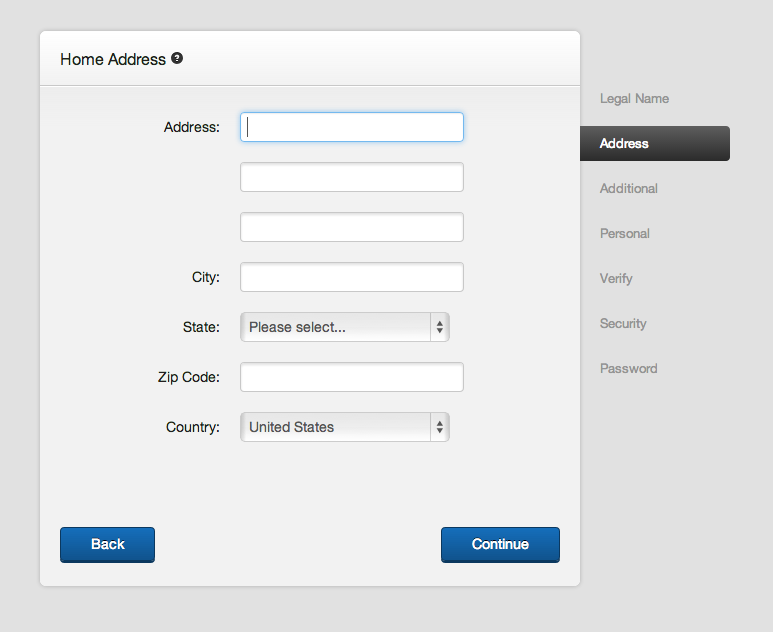 Home Address ?
Address:
City:
State: Please select...
Zip Code:
Country: United States
Back
Continue
Legal Name
Address
Additional
Personal
Verify
Security
Password